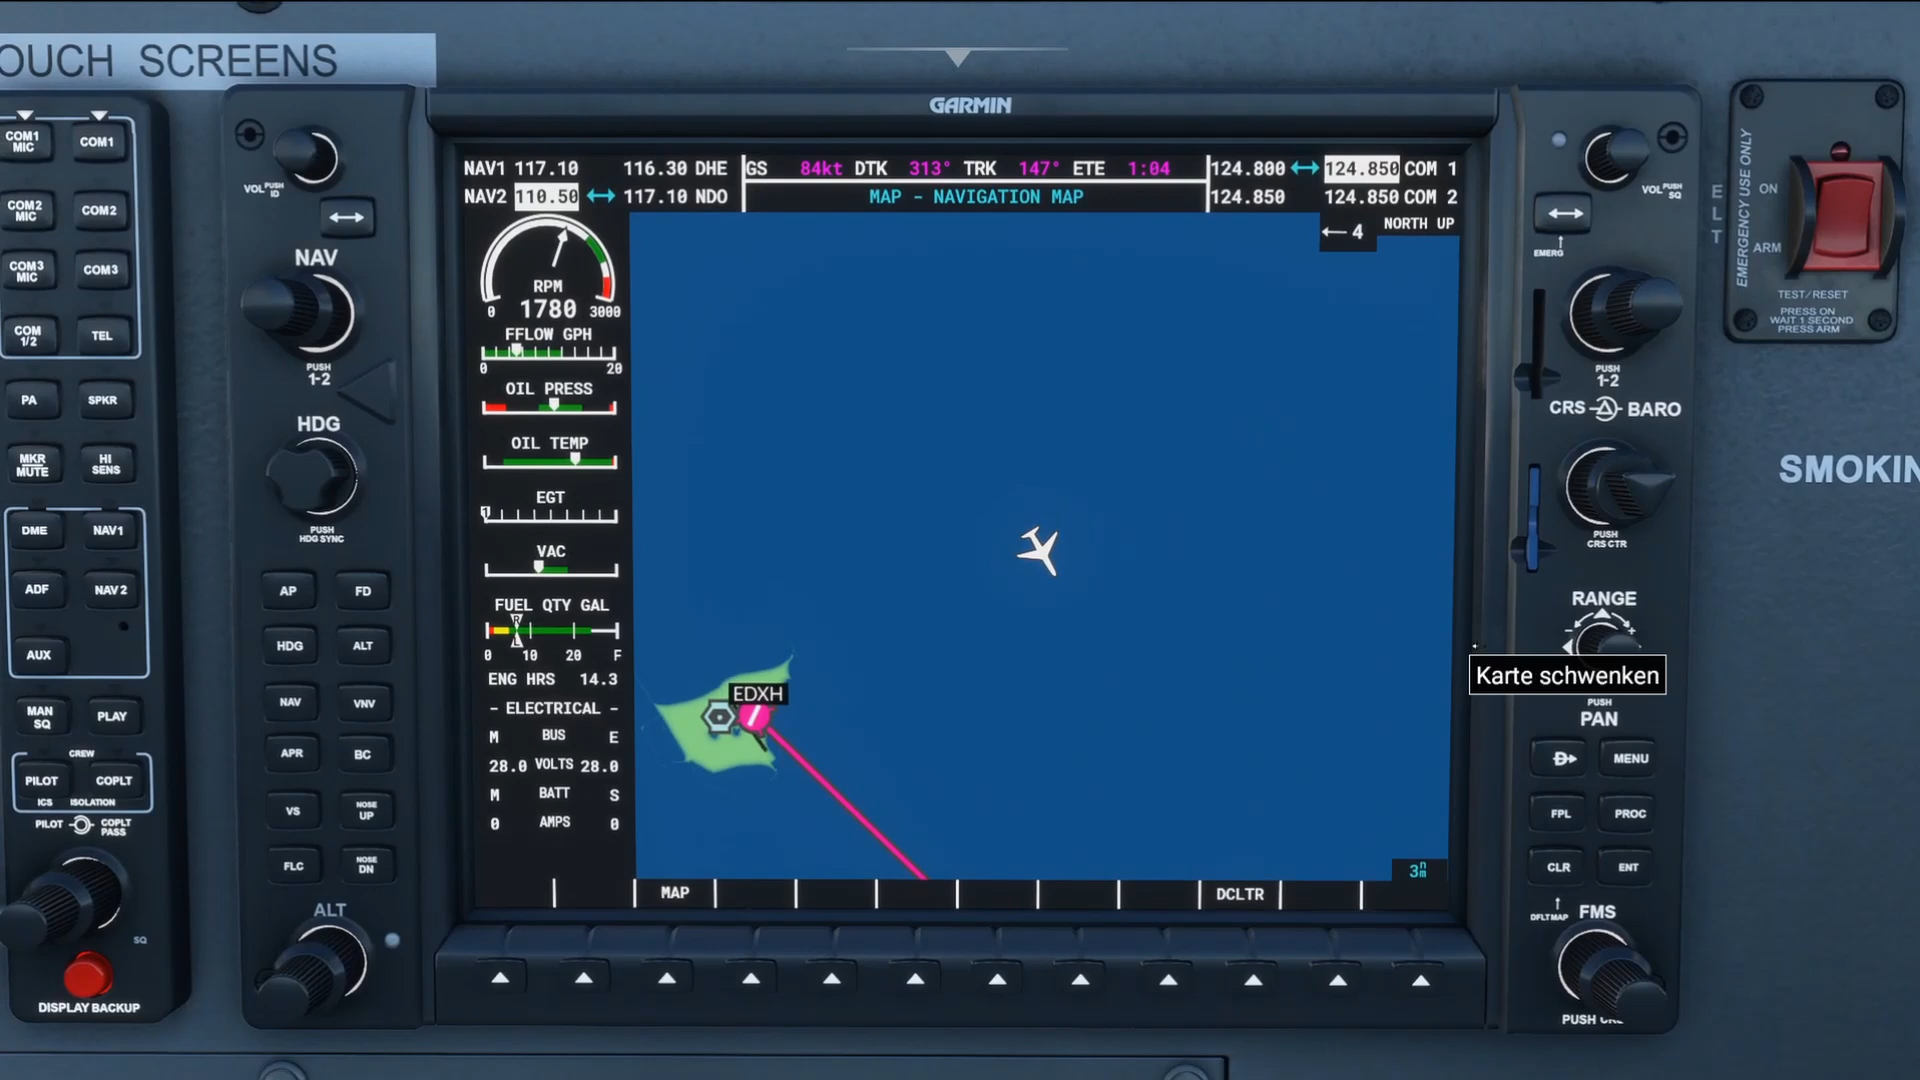 OUCH SCREENS
GARMIN
COM1 MIC
COM1
COM2 MIC
COM2
COM3 MIC
COM3
COM 1/2
TEL
PA
SPKR
MKR MUTE
HI SENS
DME
NAV1
ADF
NAV 2
AUX
MAN SQ
PLAY
CREW
PILOT
COPLT
ICS ISOLATION
PILOT
COPLT PASS
SQ
DISPLAY BACKUP
VOL PUSH ID
NAV
PUSH 1-2
HDG
PUSH HDG SYNC
AP
FD
HDG
ALT
NAV
VNV
APR
BC
VS
NOSE UP
FLC
NOSE DN
ALT
NAV1 117.10 116.30 DHE
NAV2 110.50 117.10 NDO
GS 84kt DTK 313° TRK 147° ETE 1:04
MAP - NAVIGATION MAP
124.800 124.850 COM 1
124.850 124.850 COM 2
4
NORTH UP
RPM
0 1780 3000
FFLOW GPH
0 20
OIL PRESS
OIL TEMP
EGT
1
VAC
FUEL QTY GAL
R
L
0 10 20 F
ENG HRS 14.3
- ELECTRICAL -
M BUS E
28.0 VOLTS 28.0
M BATT S
0 AMPS 0
EDXH
3nm
MAP
DCLTR
VOL PUSH SQ
EMERG
PUSH 1-2
CRS BARO
PUSH CRS CTR
RANGE
- +
Karte schwenken
PUSH
PAN
D
MENU
FPL
PROC
CLR
ENT
DFLT MAP
FMS
PUSH
ELT
EMERGENCY USE ONLY
ON
ARM
TEST/RESET
PRESS ON
WAIT 1 SECOND
PRESS ARM
SMOKIN